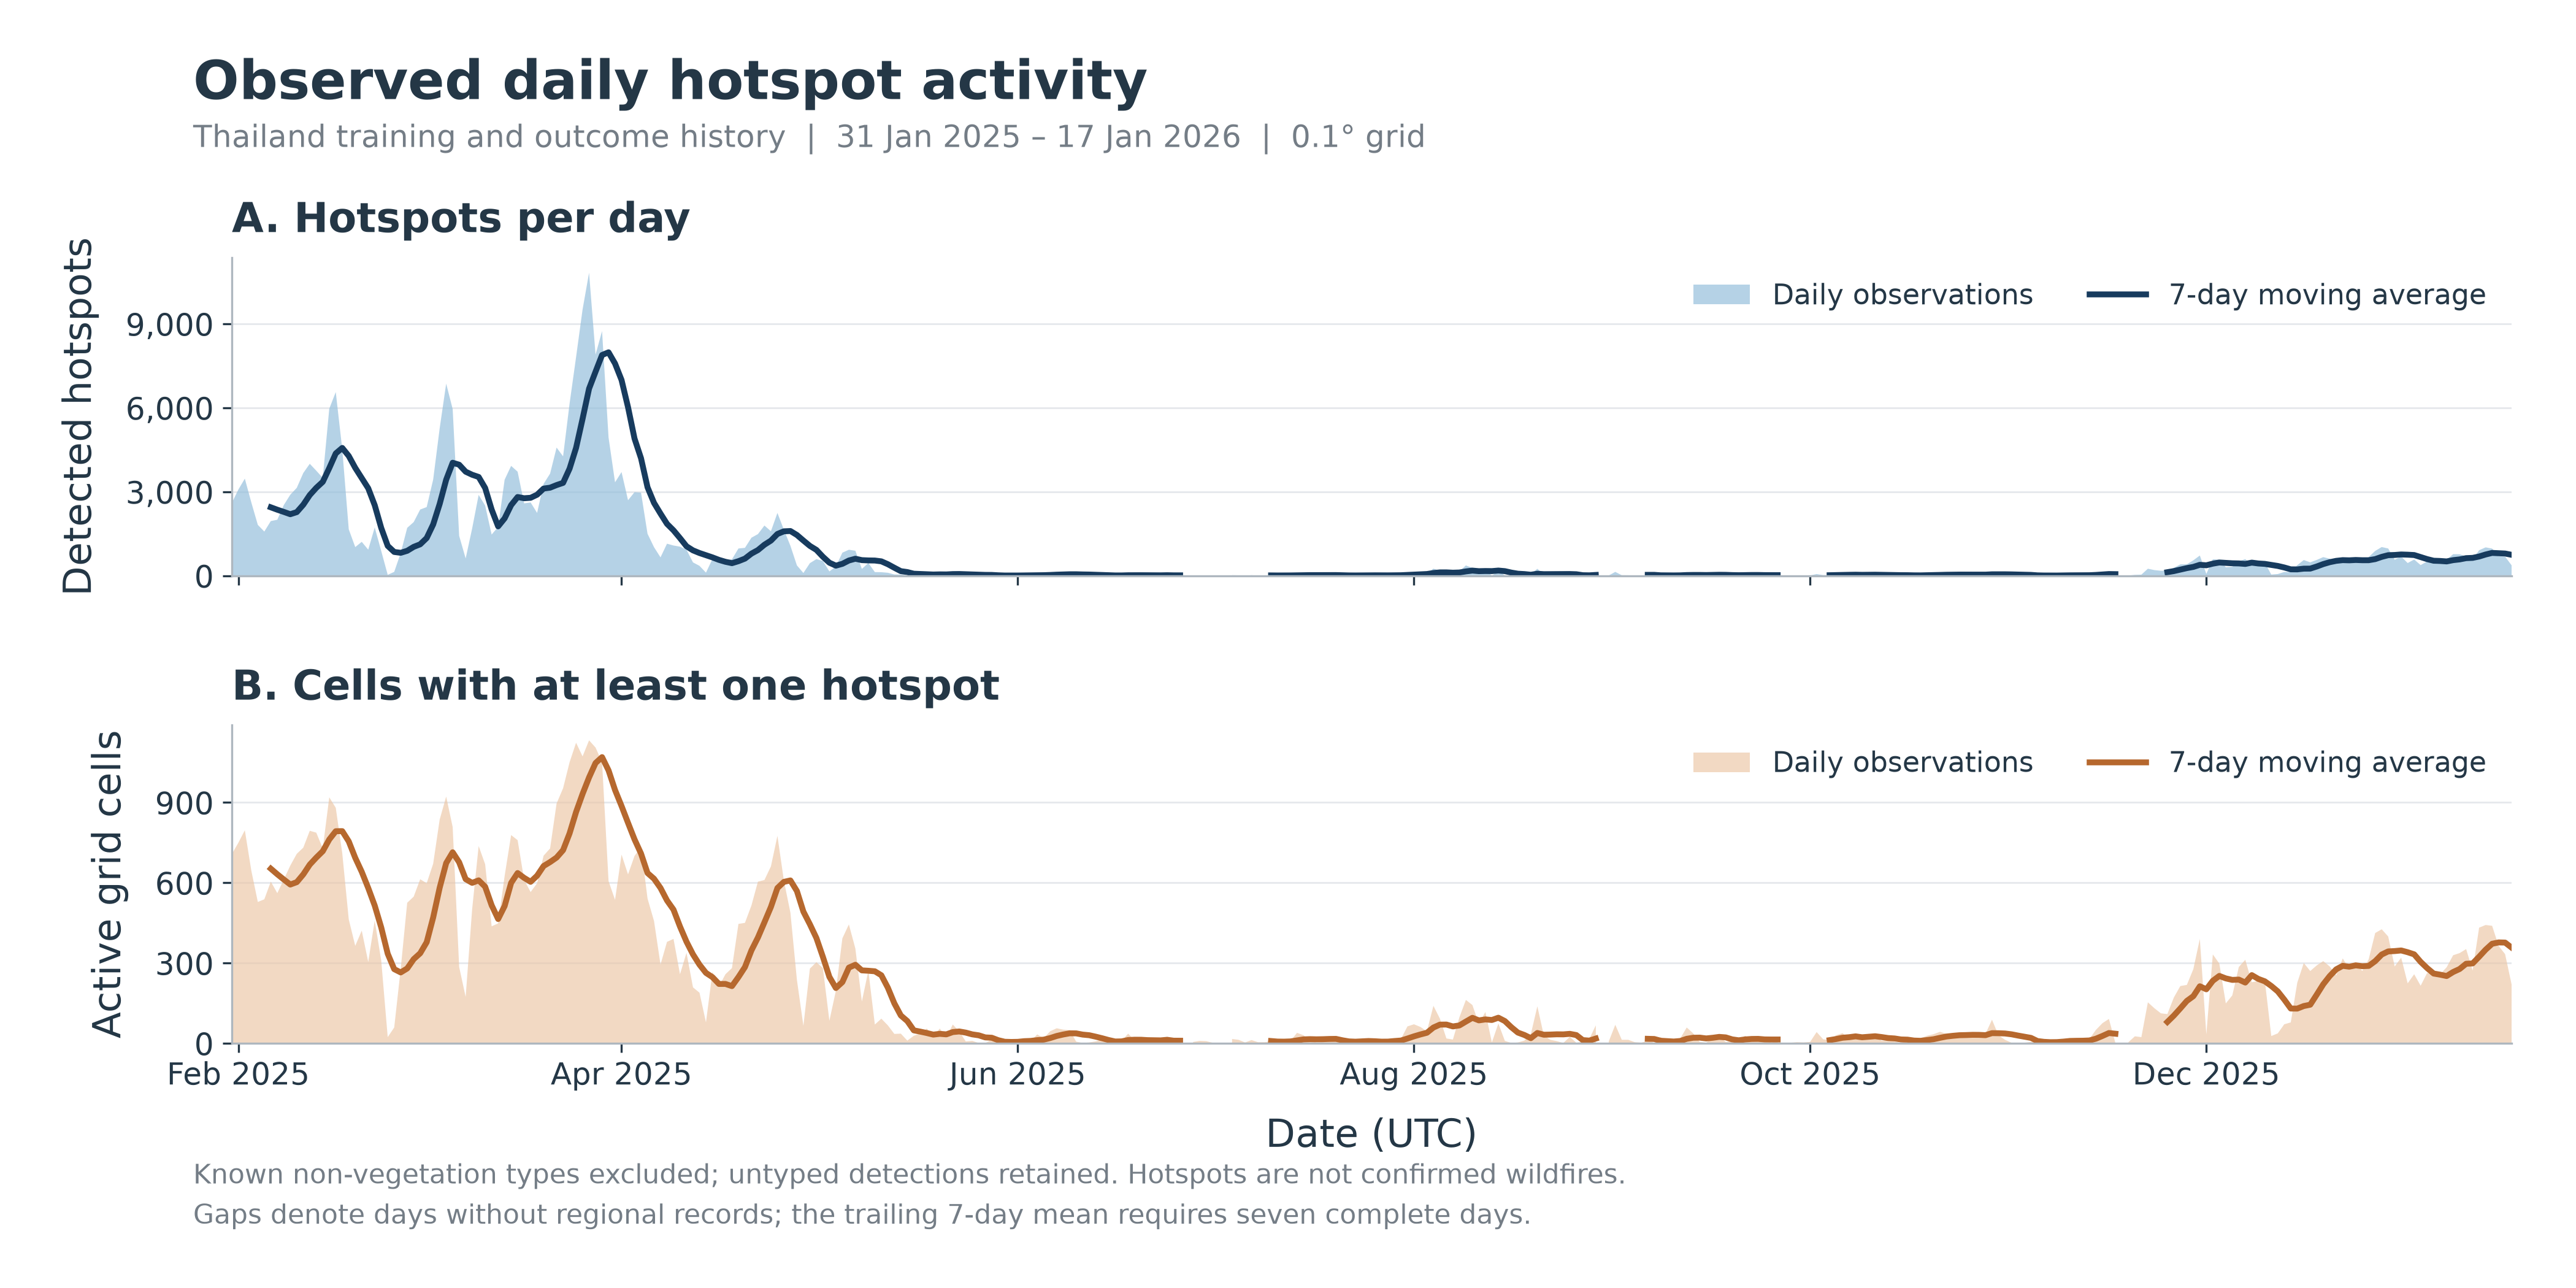 Observed daily hotspot activity
Thailand training and outcome history | 31 Jan 2025 – 17 Jan 2026 | 0.1° grid
A. Hotspots per day
Detected hotspots
Daily observations
7-day moving average
9,000
6,000
3,000
0
B. Cells with at least one hotspot
Active grid cells
Daily observations
7-day moving average
900
600
300
0
Feb 2025 Apr 2025 Jun 2025 Aug 2025 Oct 2025 Dec 2025
Date (UTC)
Known non-vegetation types excluded; untyped detections retained. Hotspots are not confirmed wildfires.
Gaps denote days without regional records; the trailing 7-day mean requires seven complete days.